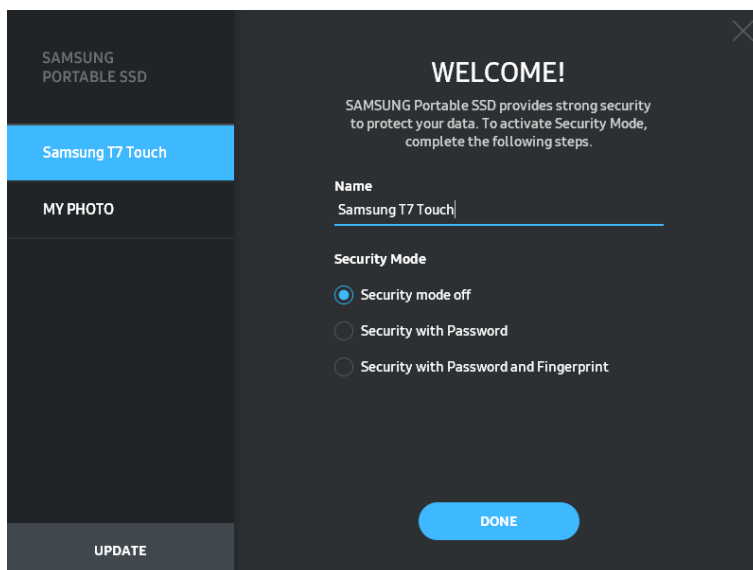 SAMSUNG
PORTABLE SSD
Samsung T7 Touch
MY PHOTO
UPDATE
WELCOME!
SAMSUNG Portable SSD provides strong security
to protect your data. To activate Security Mode,
complete the following steps.
Name
Samsung T7 Touch
Security Mode
Security mode off
Security with Password
Security with Password and Fingerprint
DONE